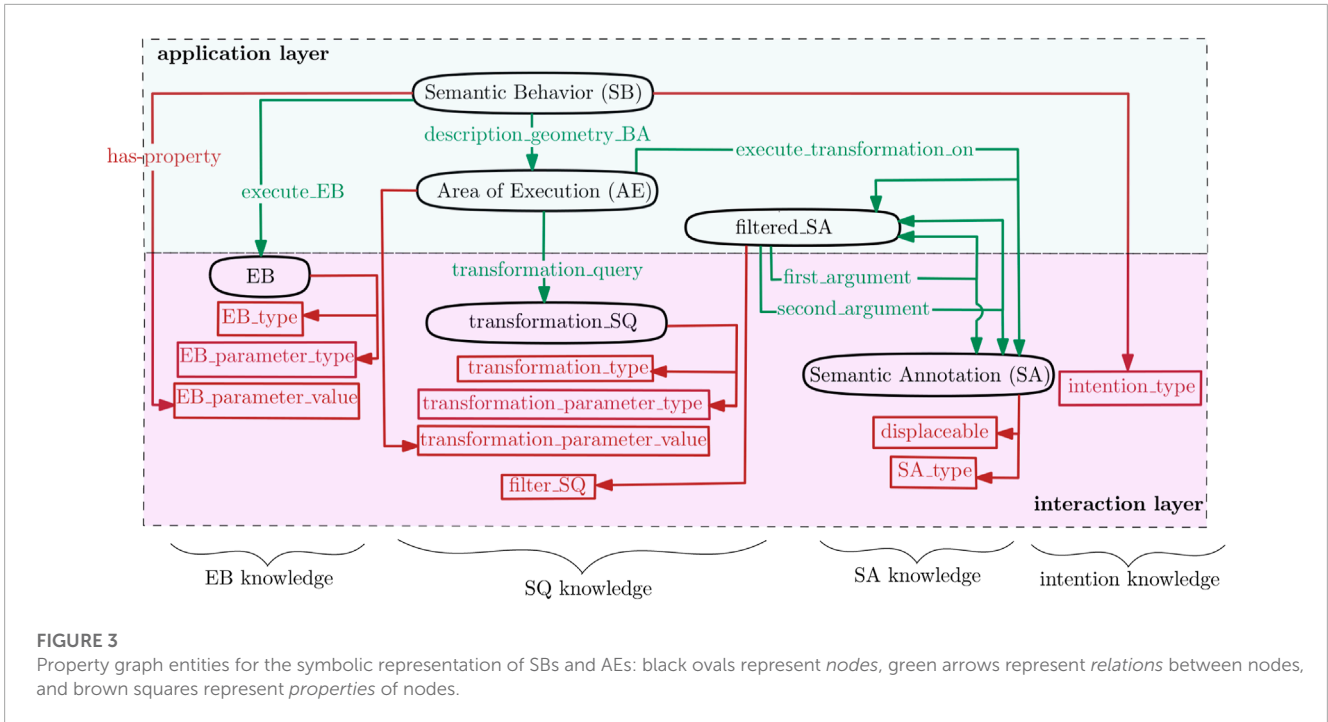 application layer
Semantic Behavior (SB)
description_geometry_BA
has-property
execute_transformation_on
execute_EB
Area of Execution (AE)
filtered_SA
EB
transformation_query
first_argument
second_argument
EB_type
transformation_SQ
EB_parameter_type
transformation_type
Semantic Annotation (SA)
intention_type
EB_parameter_value
transformation_parameter_type
displaceable
transformation_parameter_value
SA_type
filter_SQ
interaction layer
EB knowledge
SQ knowledge
SA knowledge
intention knowledge
FIGURE 3
Property graph entities for the symbolic representation of SBs and AEs: black ovals represent nodes, green arrows represent relations between nodes,
and brown squares represent properties of nodes.